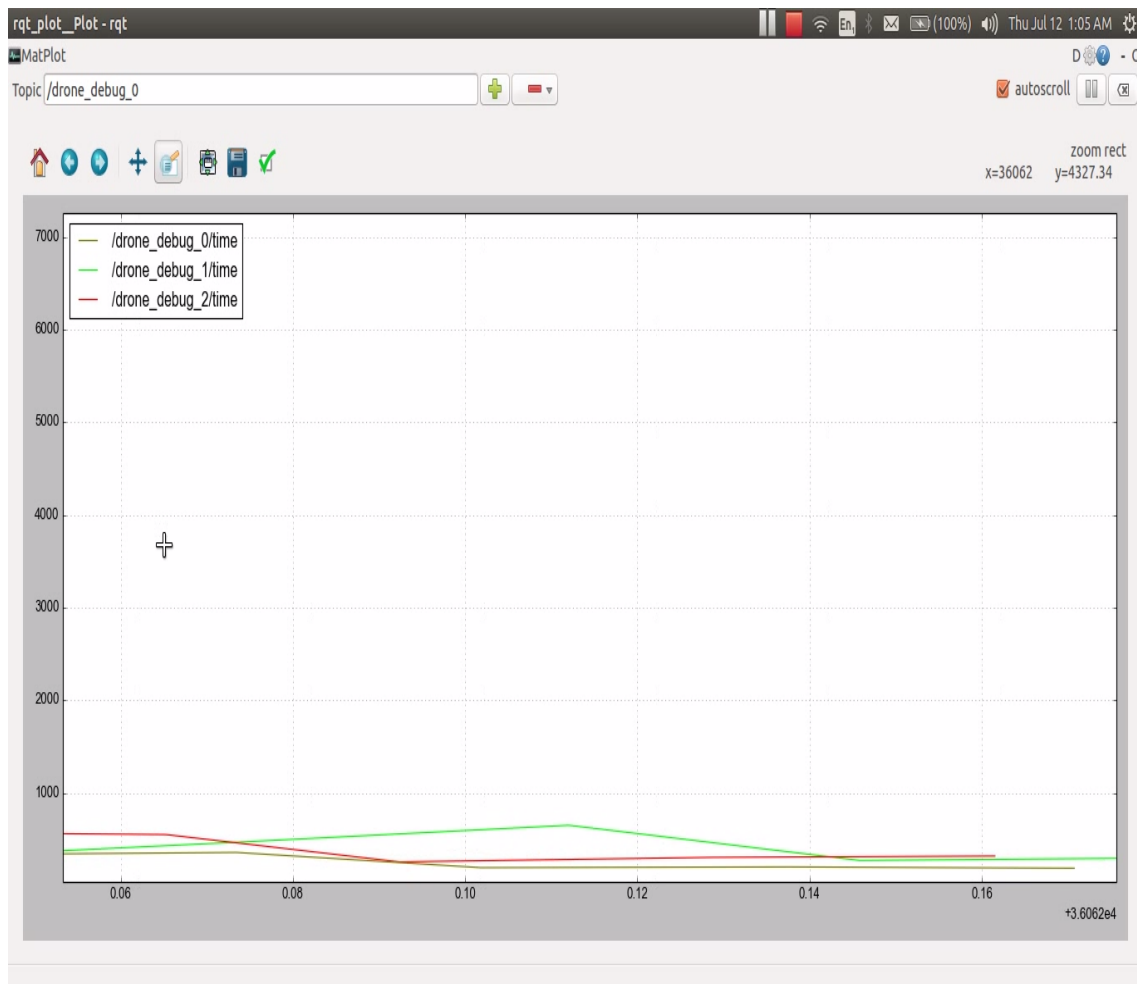 rqt_plot__Plot - rqt
En1 (100%) Thu Jul 12 1:05 AM
MatPlot
D - 
Topic /drone_debug_0
autoscroll
zoom rect
x=36062 y=4327.34
7000
6000
5000
4000
3000
2000
1000
/drone_debug_0/time
/drone_debug_1/time
/drone_debug_2/time
0.06 0.08 0.10 0.12 0.14 0.16
+3.6062e4